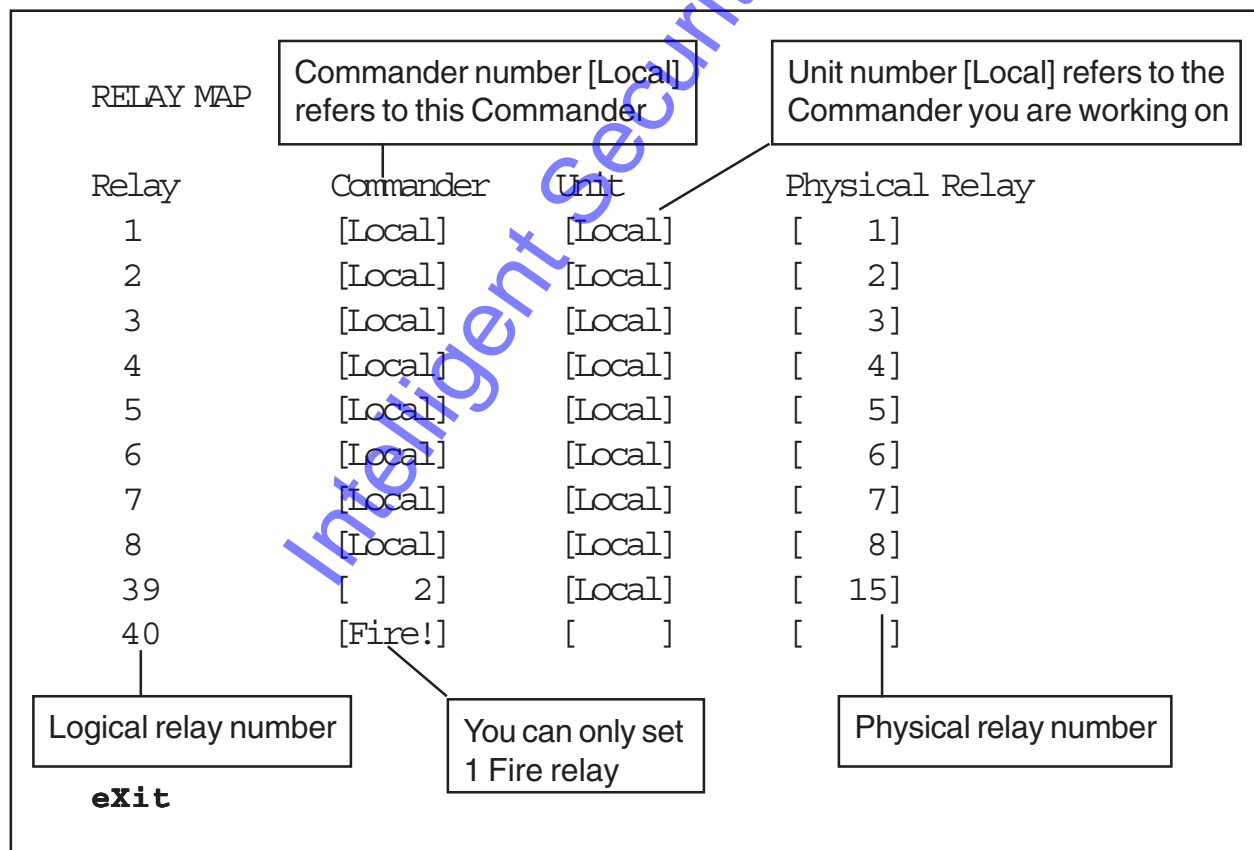 Commander number [Local]
refers to this Commander
Unit number [Local] refers to the
Commander you are working on
RELAY MAP
Relay Commander Unit Physical Relay
1 [Local] [Local] [ 1]
2 [Local] [Local] [ 2]
3 [Local] [Local] [ 3]
4 [Local] [Local] [ 4]
5 [Local] [Local] [ 5]
6 [Local] [Local] [ 6]
7 [Local] [Local] [ 7]
8 [Local] [Local] [ 8]
39 [ 2] [Local] [ 15]
40 [Fire!] [ ] [ ]
Logical relay number
You can only set
1 Fire relay
Physical relay number
eXit
Intelligent